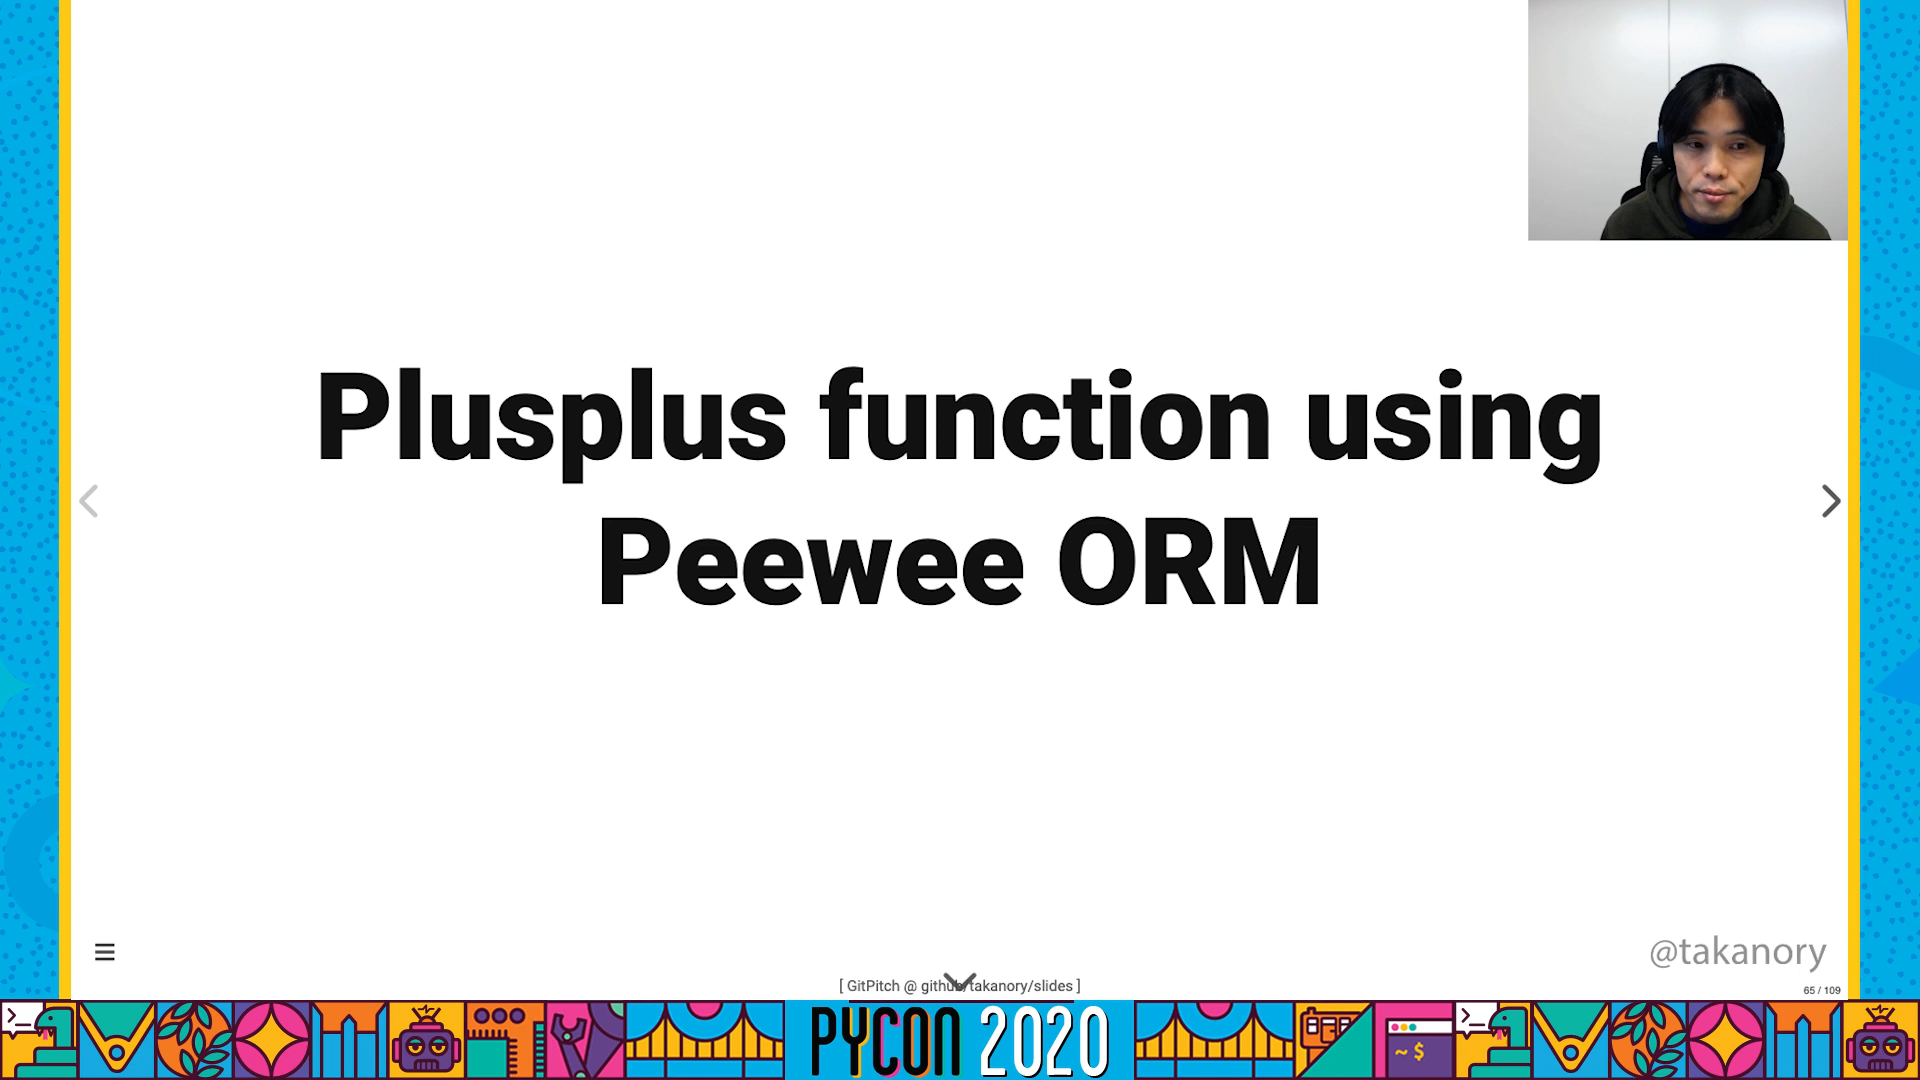 Plusplus function using
Peewee ORM
@takanory
[ GitPitch @ github/takanory/slides ]
65 / 109
PYCON 2020
~ $